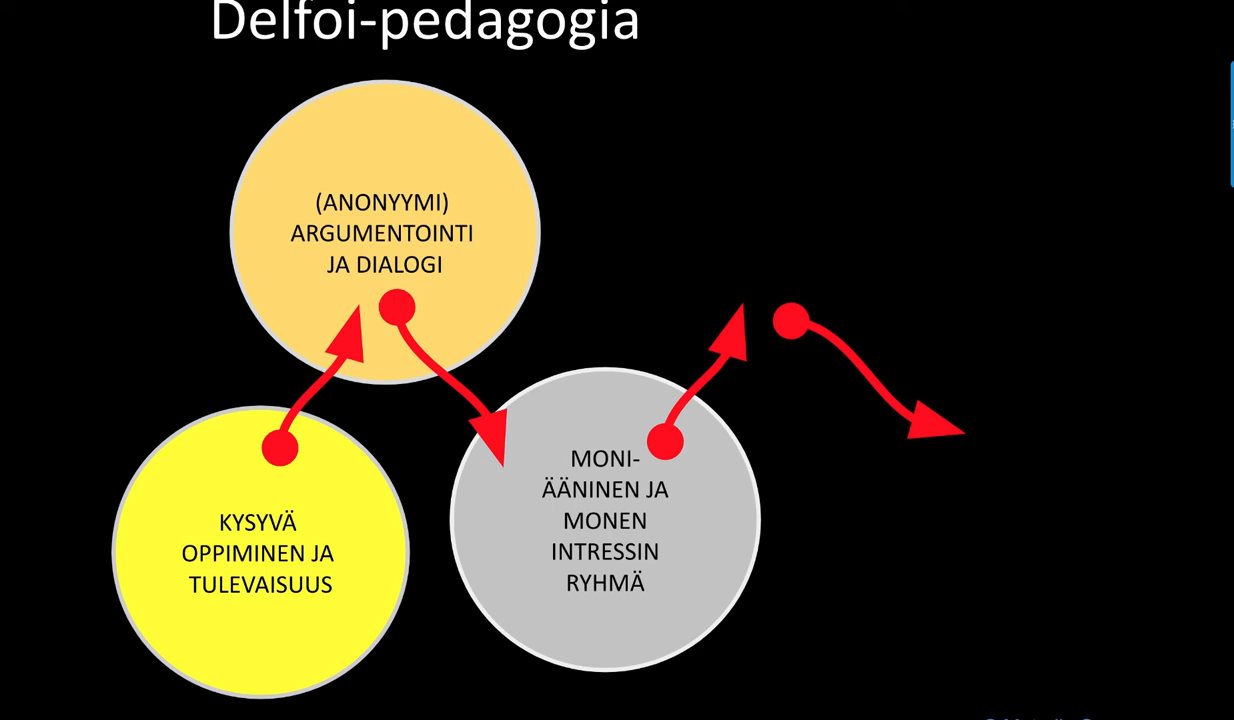 Delfoi-pedagogia
(ANONYYMI)
ARGUMENTOINTI
JA DIALOGI
KYSYVÄ
OPPIMINEN JA
TULEVAISUUS
MONI-
ÄÄNINEN JA
MONEN
INTRESSIN
RYHMÄ